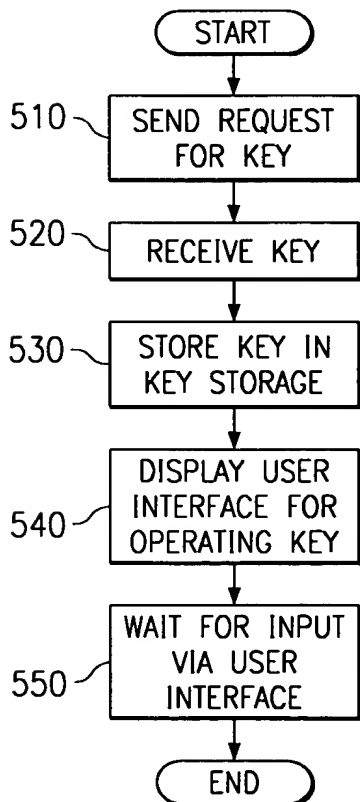 START
510
SEND REQUEST
FOR KEY
520
RECEIVE KEY
530
STORE KEY IN
KEY STORAGE
540
DISPLAY USER
INTERFACE FOR
OPERATING KEY
550
WAIT FOR INPUT
VIA USER
INTERFACE
END